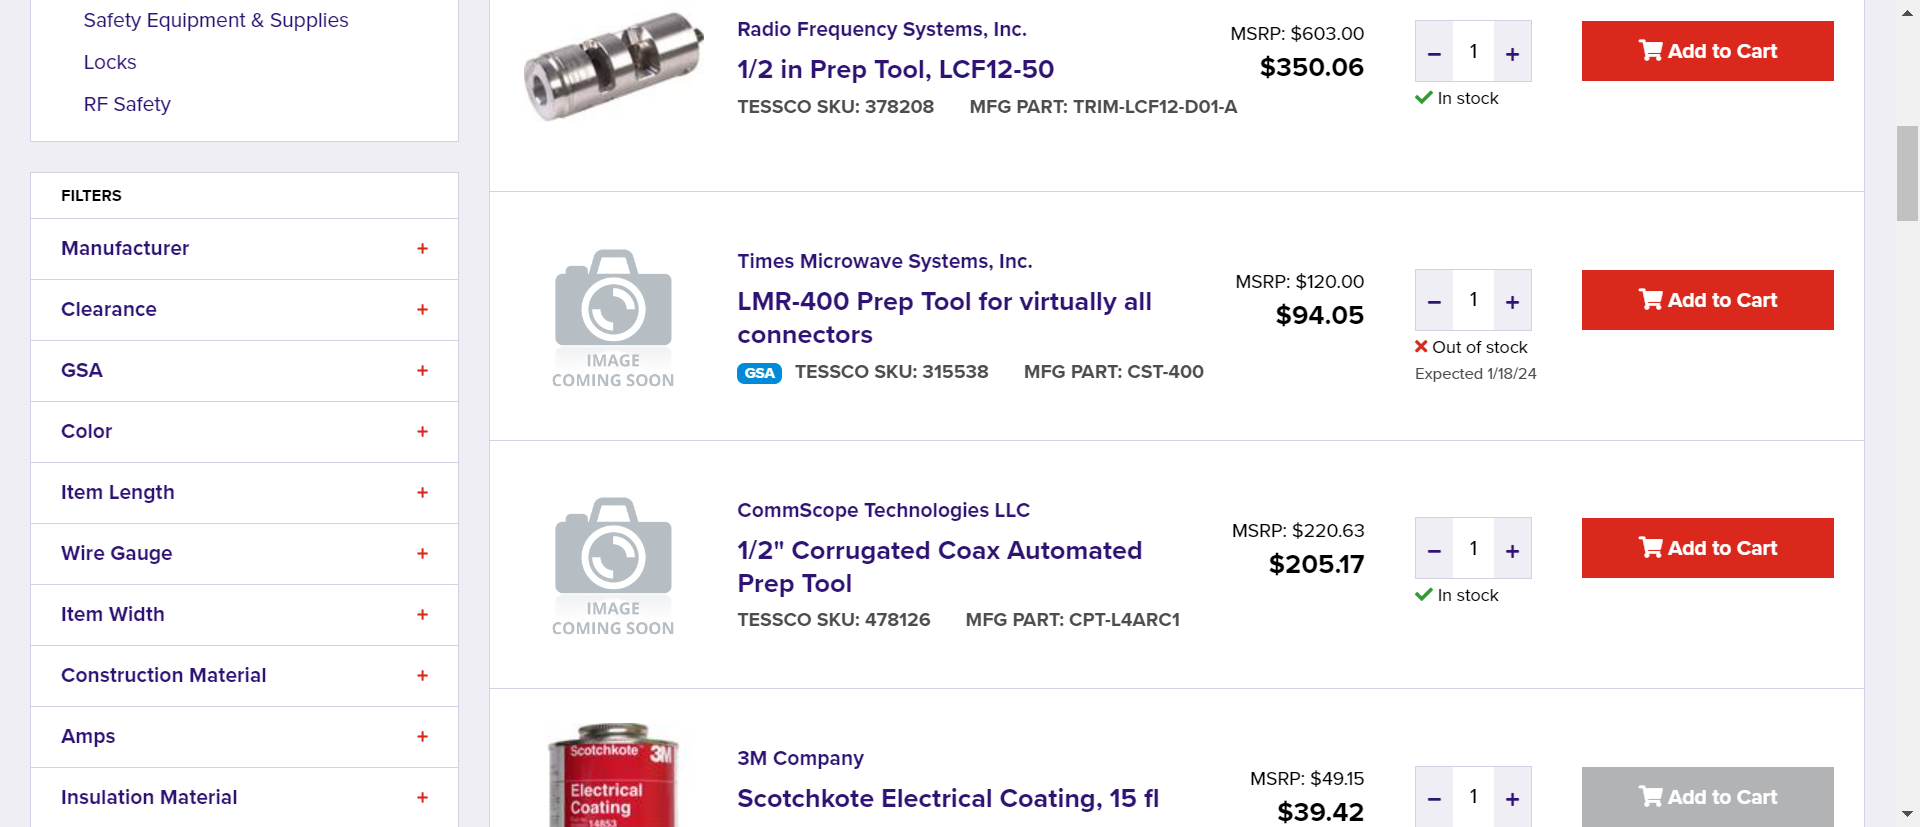 Safety Equipment & Supplies
Locks
RF Safety
FILTERS
Manufacturer +
Clearance +
GSA +
Color +
Item Length +
Wire Gauge +
Item Width +
Construction Material +
Amps +
Insulation Material +
Radio Frequency Systems, Inc.
1/2 in Prep Tool, LCF12-50
TESSCO SKU: 378208 MFG PART: TRIM-LCF12-D01-A
MSRP: $603.00
$350.06
− 1 +
In stock
Add to Cart
IMAGE
COMING SOON
Times Microwave Systems, Inc.
LMR-400 Prep Tool for virtually all
connectors
GSA TESSCO SKU: 315538 MFG PART: CST-400
MSRP: $120.00
$94.05
− 1 +
Out of stock
Expected 1/18/24
Add to Cart
IMAGE
COMING SOON
CommScope Technologies LLC
1/2" Corrugated Coax Automated
Prep Tool
TESSCO SKU: 478126 MFG PART: CPT-L4ARC1
MSRP: $220.63
$205.17
− 1 +
In stock
Add to Cart
Scotchkote 3M
Electrical
Coating
14853
3M Company
Scotchkote Electrical Coating, 15 fl
MSRP: $49.15
$39.42
− 1 +
Add to Cart